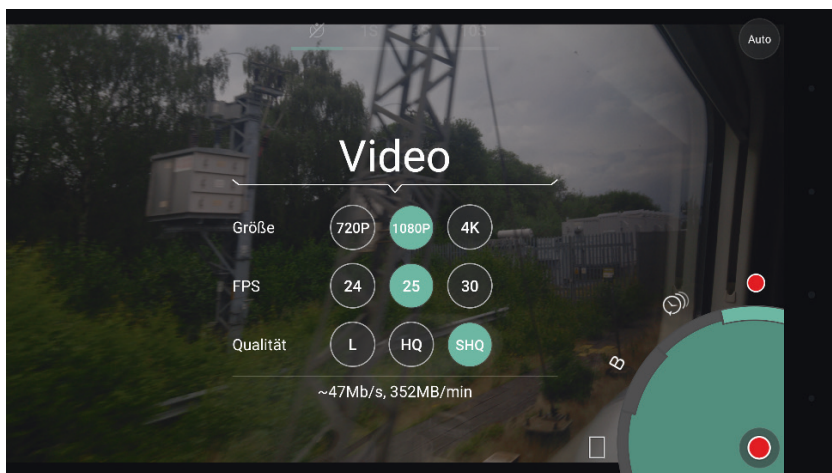 Auto
Video
Größe 720P 1080P 4K
FPS 24 25 30
Qualität L HQ SHQ
~47Mb/s, 352MB/min
B